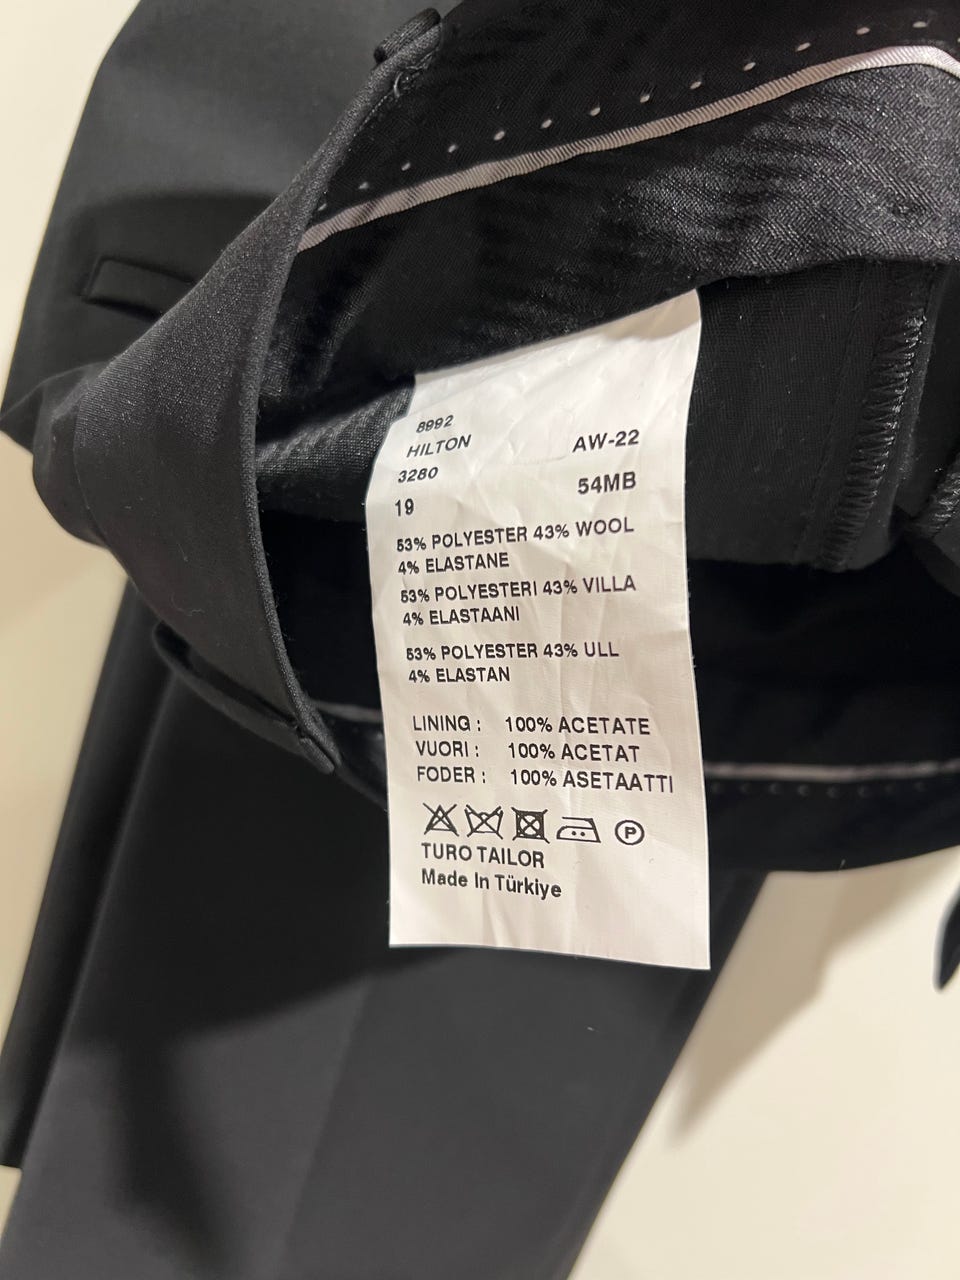 8992
HILTON AW-22
3280
19 54MB
53% POLYESTER 43% WOOL
4% ELASTANE
53% POLYESTERI 43% VILLA
4% ELASTAANI
53% POLYESTER 43% ULL
4% ELASTAN
LINING : 100% ACETATE
VUORI : 100% ACETAT
FODER : 100% ASETAATTI
P
TURO TAILOR
Made In Türkiye